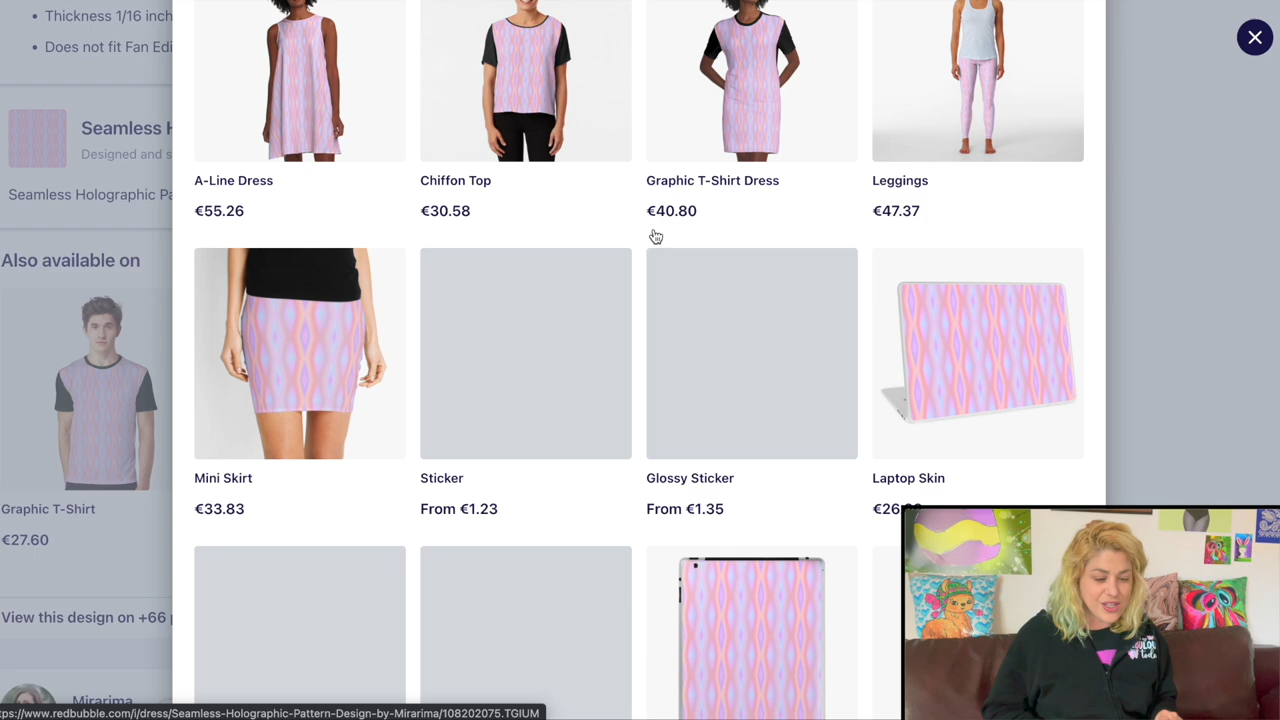 Thickness 1/16 inch
Does not fit Fan Edi
Seamless H
Designed and s
Seamless Holographic Pa
Also available on
Graphic T-Shirt
€27.60
View this design on +66
Mirarima
A-Line Dress
€55.26
Chiffon Top
€30.58
Graphic T-Shirt Dress
€40.80
Leggings
€47.37
Mini Skirt
€33.83
Sticker
From €1.23
Glossy Sticker
From €1.35
Laptop Skin
€26
tps://www.redbubble.com/i/dress/Seamless-Holographic-Pattern-Design-by-Mirarima/108202075.TGIUM